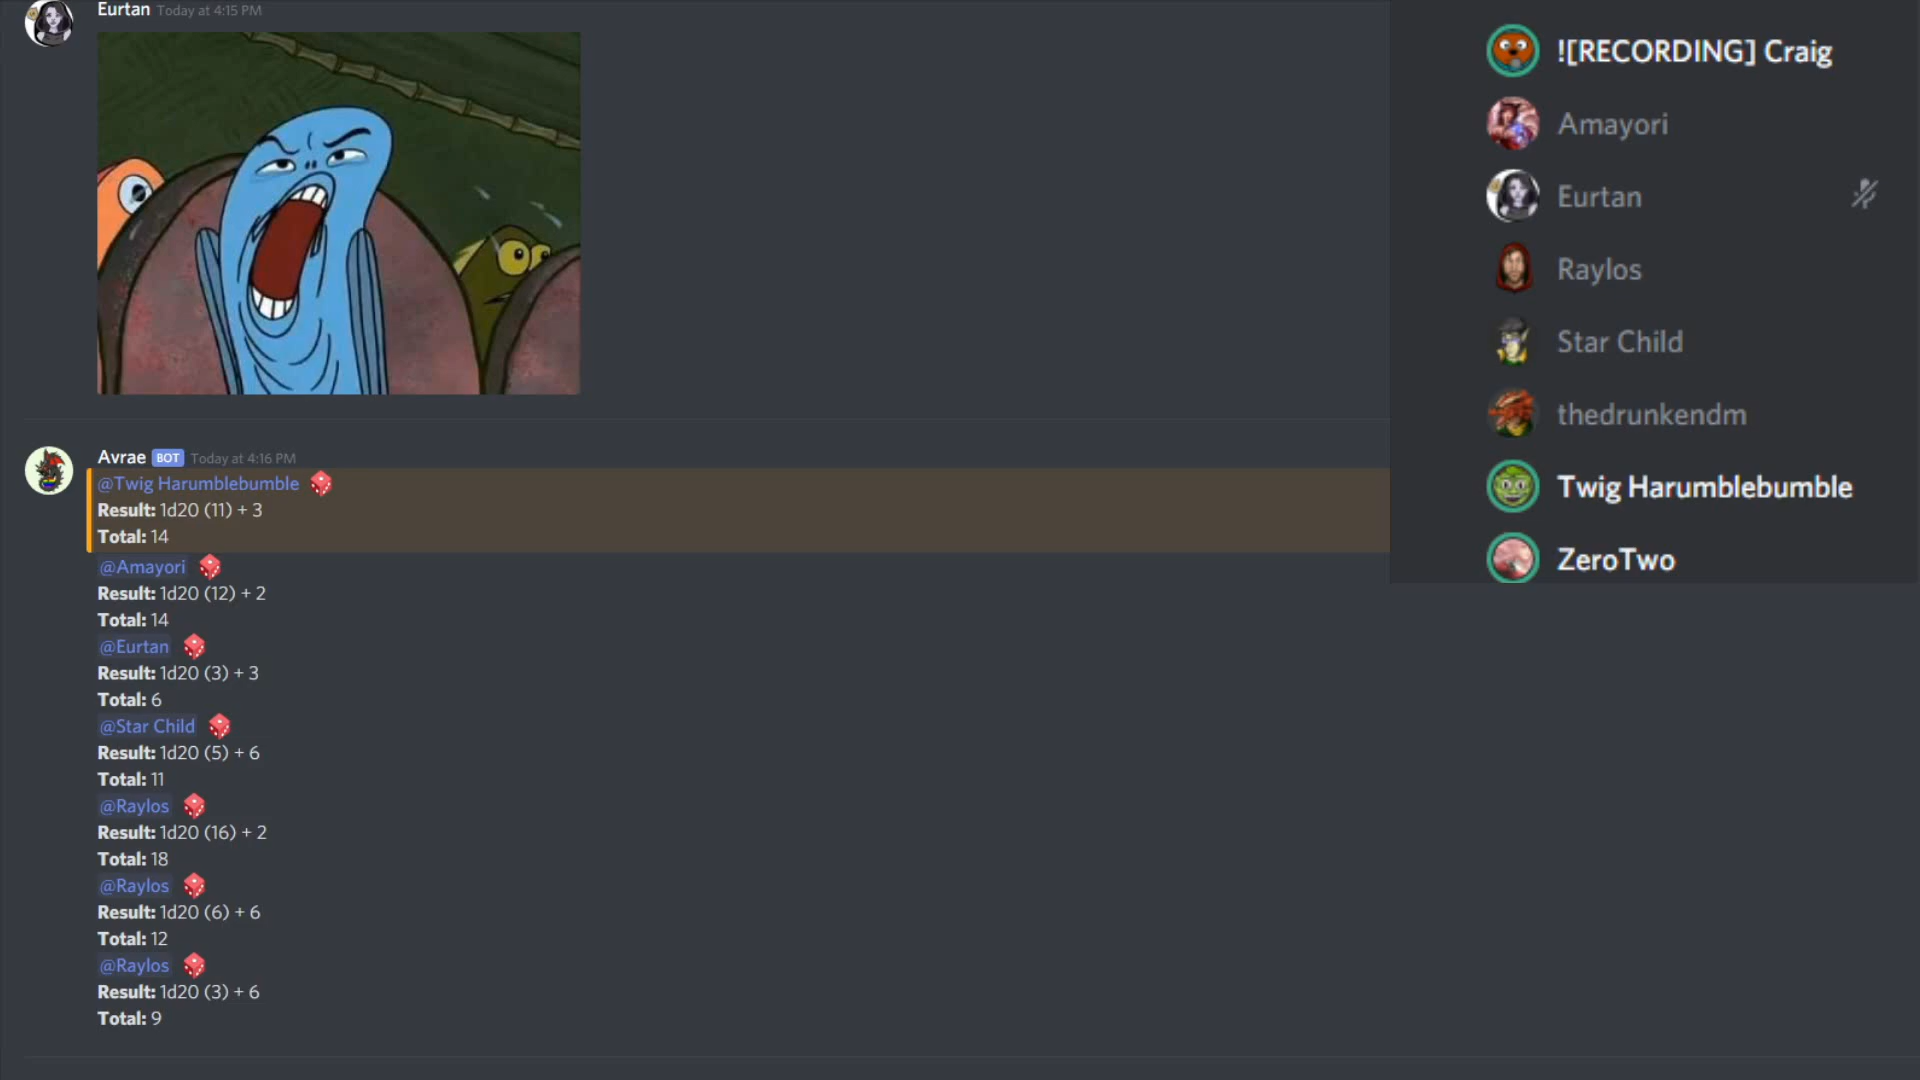 Eurtan Today at 4:15 PM
Avrae BOT Today at 4:16 PM
@Twig Harumblebumble
Result: 1d20 (11) + 3
Total: 14
@Amayori
Result: 1d20 (12) + 2
Total: 14
@Eurtan
Result: 1d20 (3) + 3
Total: 6
@Star Child
Result: 1d20 (5) + 6
Total: 11
@Raylos
Result: 1d20 (16) + 2
Total: 18
@Raylos
Result: 1d20 (6) + 6
Total: 12
@Raylos
Result: 1d20 (3) + 6
Total: 9
![RECORDING] Craig
Amayori
Eurtan
Raylos
Star Child
thedrunkendm
Twig Harumblebumble
ZeroTwo